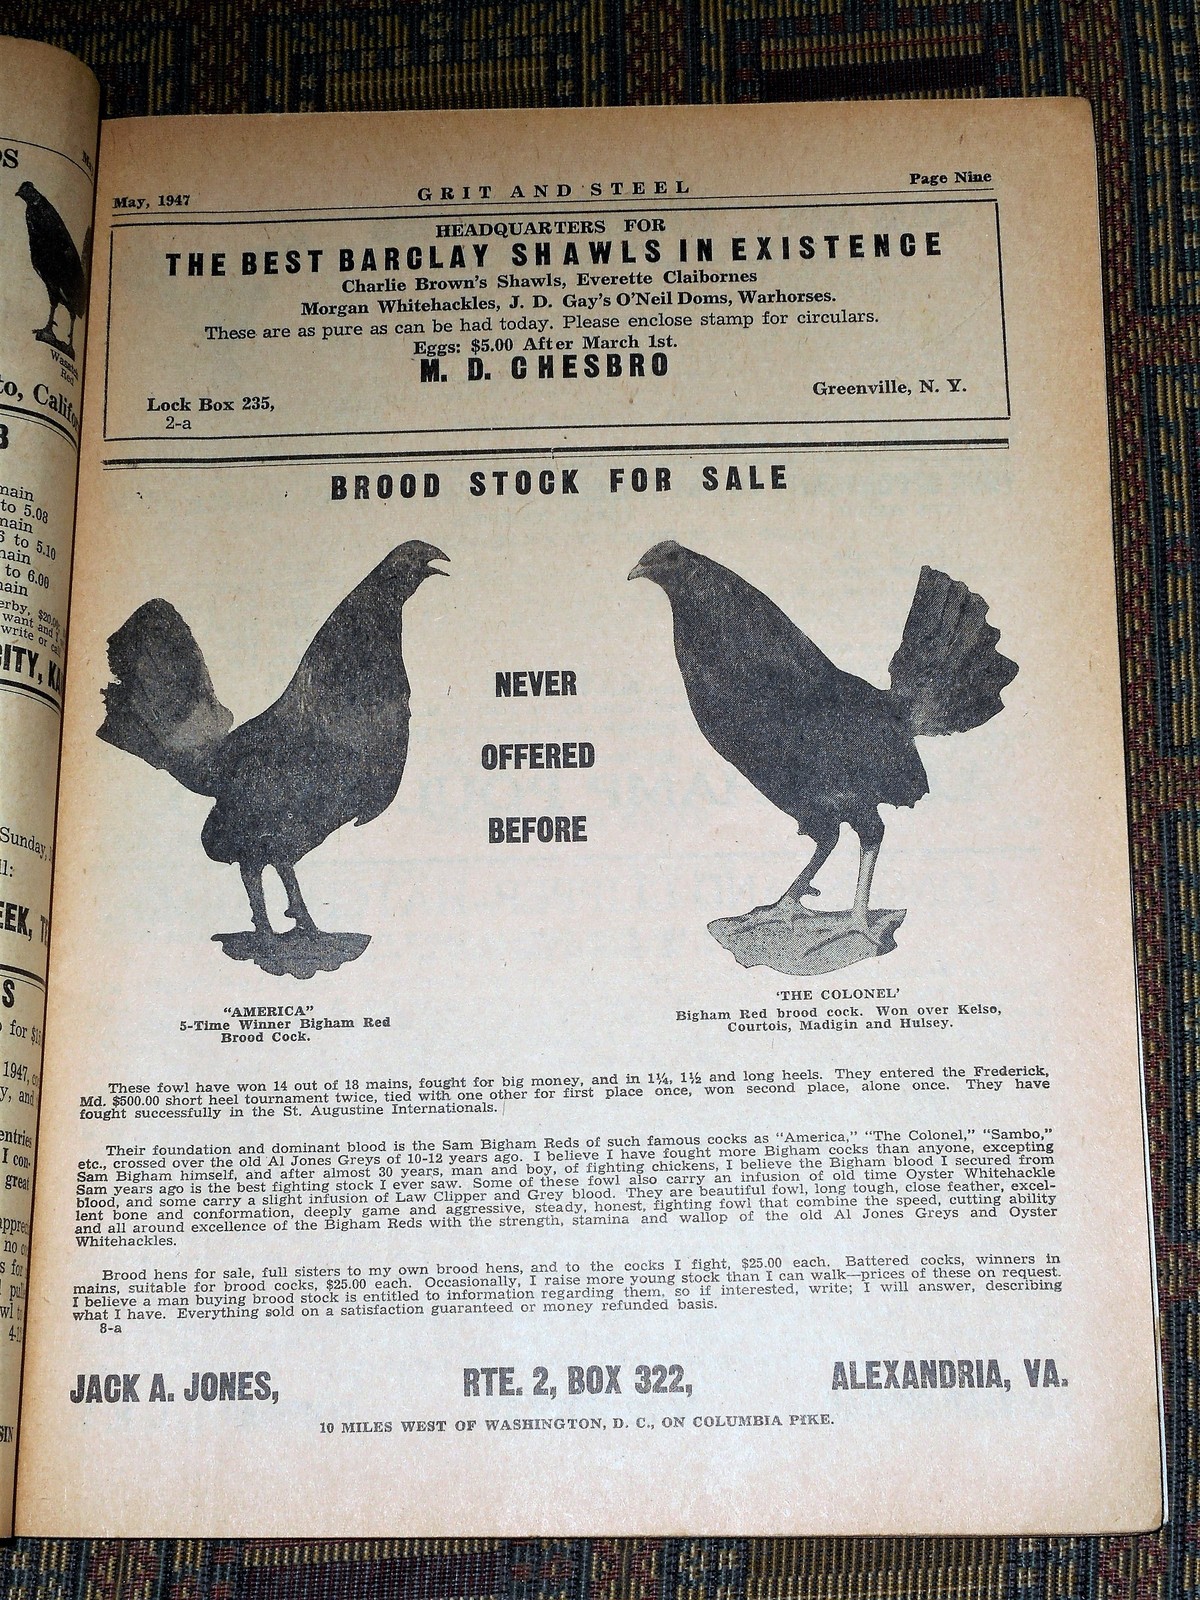 May, 1947
GRIT AND STEEL
Page Nine
HEADQUARTERS FOR
THE BEST BARCLAY SHAWLS IN EXISTENCE
Charlie Brown's Shawls, Everette Claibornes
Morgan Whitehackles, J. D. Gay's O'Neil Doms, Warhorses.
These are as pure as can be had today. Please enclose stamp for circulars.
Eggs: $5.00 After March 1st.
M. D. CHESBRO
Lock Box 235,
Greenville, N. Y.
2-a
BROOD STOCK FOR SALE
NEVER
OFFERED
BEFORE
"AMERICA"
5-Time Winner Bigham Red
Brood Cock.
'THE COLONEL'
Bigham Red brood cock. Won over Kelso,
Courtois, Madigin and Hulsey.
These fowl have won 14 out of 18 mains, fought for big money, and in 1¼, 1½ and long heels. They entered the Frederick,
Md. $500.00 short heel tournament twice, tied with one other for first place once, won second place, alone once. They have
fought successfully in the St. Augustine Internationals.
Their foundation and dominant blood is the Sam Bigham Reds of such famous cocks as "America," "The Colonel," "Sambo,"
etc., crossed over the old Al Jones Greys of 10-12 years ago. I believe I have fought more Bigham cocks than anyone, excepting
Sam Bigham himself, and after almost 30 years, man and boy, of fighting chickens, I believe the Bigham blood I secured from
Sam years ago is the best fighting stock I ever saw. Some of these fowl also carry an infusion of old time Oyster Whitehackle
blood, and some carry a slight infusion of Law Clipper and Grey blood. They are beautiful fowl, long tough, close feather, excel-
lent bone and conformation, deeply game and aggressive, steady, honest, fighting fowl that combine the speed, cutting ability
and all around excellence of the Bigham Reds with the strength, stamina and wallop of the old Al Jones Greys and Oyster
Whitehackles.
Brood hens for sale, full sisters to my own brood hens, and to the cocks I fight, $25.00 each. Battered cocks, winners in
mains, suitable for brood cocks, $25.00 each. Occasionally, I raise more young stock than I can walk—prices of these on request.
I believe a man buying brood stock is entitled to information regarding them, so if interested, write; I will answer, describing
what I have. Everything sold on a satisfaction guaranteed or money refunded basis.
8-a
JACK A. JONES,
RTE. 2, BOX 322,
ALEXANDRIA, VA.
10 MILES WEST OF WASHINGTON, D. C., ON COLUMBIA PIKE.